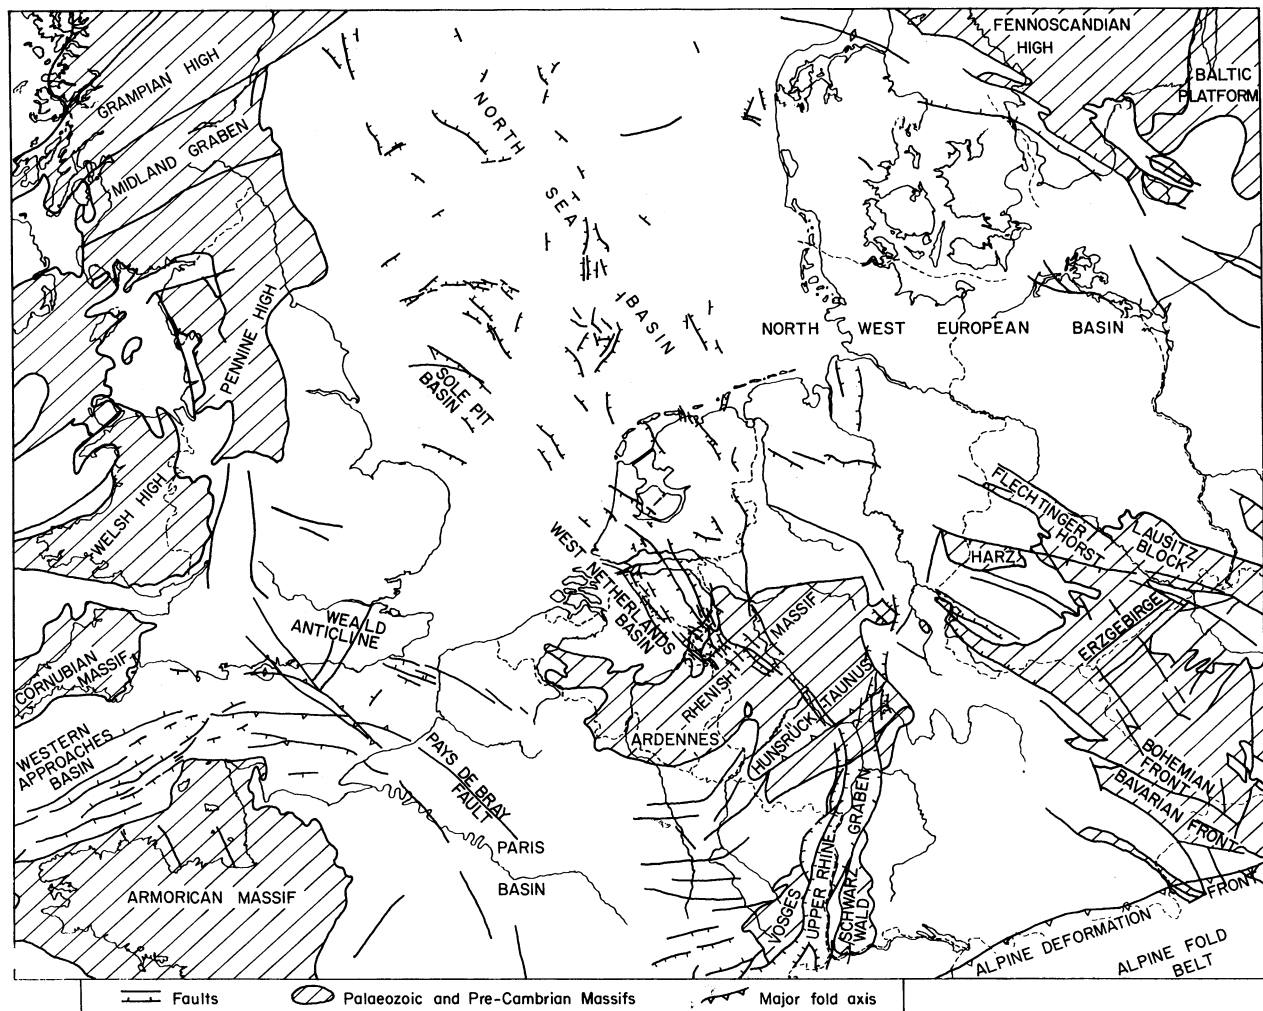 FENNOSCANDIAN
HIGH
BALTIC
PLATFORM
GRAMPIAN HIGH
MIDLAND GRABEN
NORTH
SEA
BASIN
NORTH WEST EUROPEAN BASIN
PENNINE HIGH
SOLE PIT
BASIN
WELSH HIGH
FLECHTINGER
HORST
LAUSITZ
BLOCK
HARZ
WEST
NETHERLANDS
BASIN
WEALD
ANTICLINE
ERZGEBIRGE
CORNUBIAN
MASSIF
RHENISH MASSIF
ARDENNES
HUNSRÜCK
TAUNUS
WESTERN
APPROACHES
BASIN
PAYS DE BRAY
FAULT
BOHEMIAN
FRONT
BAVARIAN FRONT
PARIS
BASIN
ARMORICAN MASSIF
VOSGES
UPPER RHINE GRABEN
SCHWARZ
WALD
ALPINE DEFORMATION FRONT
ALPINE FOLD
BELT
Faults
Palaeozoic and Pre-Cambrian Massifs
Major fold axis